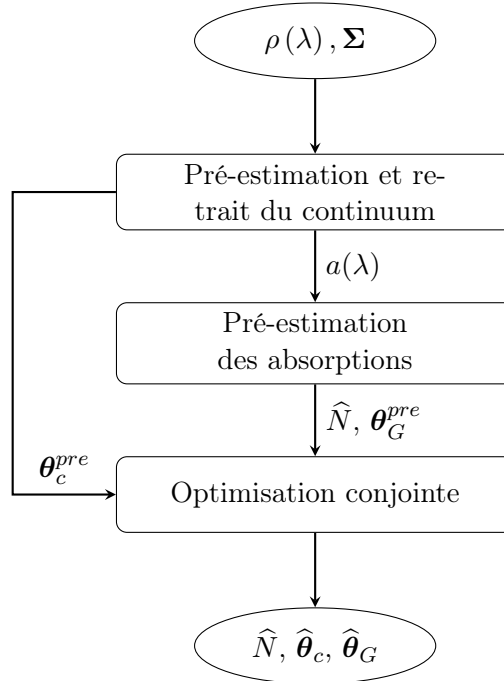 ρ(λ), Σ
Pré-estimation et re-
trait du continuum
a(λ)
Pré-estimation
des absorptions
N̂, θ_G^{pre}
θ_c^{pre}
Optimisation conjointe
N̂, θ̂_c, θ̂_G